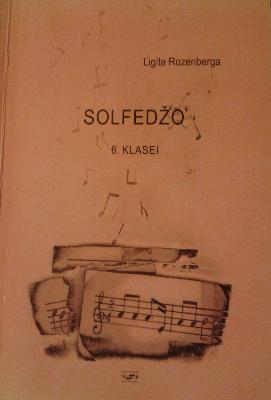 Ligita Rozenberga
SOLFEDŽO
6. KLASEI